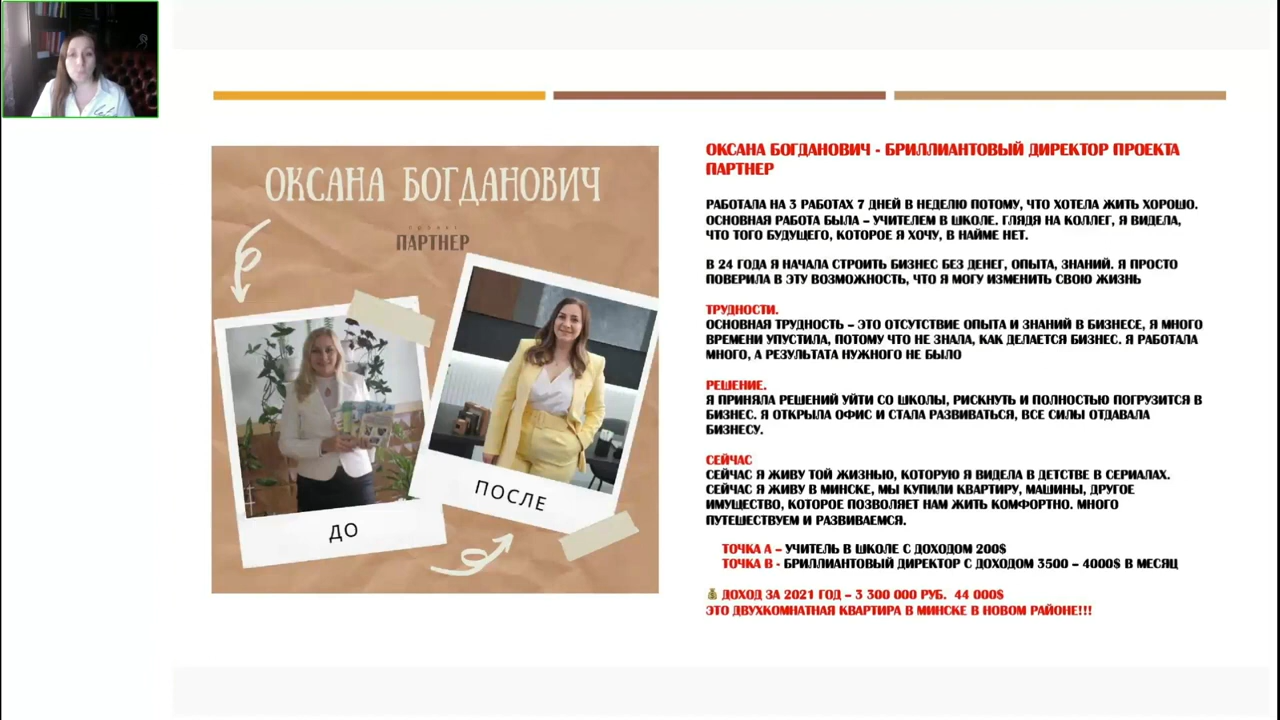 ОКСАНА БОГДАНОВИЧ
проект
ПАРТНЕР
ДО
ПОСЛЕ
ОКСАНА БОГДАНОВИЧ - БРИЛЛИАНТОВЫЙ ДИРЕКТОР ПРОЕКТА
ПАРТНЕР
РАБОТАЛА НА 3 РАБОТАХ 7 ДНЕЙ В НЕДЕЛЮ ПОТОМУ, ЧТО ХОТЕЛА ЖИТЬ ХОРОШО.
ОСНОВНАЯ РАБОТА БЫЛА – УЧИТЕЛЕМ В ШКОЛЕ. ГЛЯДЯ НА КОЛЛЕГ, Я ВИДЕЛА,
ЧТО ТОГО БУДУЩЕГО, КОТОРОЕ Я ХОЧУ, В НАЙМЕ НЕТ.
В 24 ГОДА Я НАЧАЛА СТРОИТЬ БИЗНЕС БЕЗ ДЕНЕГ, ОПЫТА, ЗНАНИЙ. Я ПРОСТО
ПОВЕРИЛА В ЭТУ ВОЗМОЖНОСТЬ, ЧТО Я МОГУ ИЗМЕНИТЬ СВОЮ ЖИЗНЬ
ТРУДНОСТИ.
ОСНОВНАЯ ТРУДНОСТЬ – ЭТО ОТСУТСТВИЕ ОПЫТА И ЗНАНИЙ В БИЗНЕСЕ, Я МНОГО
ВРЕМЕНИ УПУСТИЛА, ПОТОМУ ЧТО НЕ ЗНАЛА, КАК ДЕЛАЕТСЯ БИЗНЕС. Я РАБОТАЛА
МНОГО, А РЕЗУЛЬТАТА НУЖНОГО НЕ БЫЛО
РЕШЕНИЕ.
Я ПРИНЯЛА РЕШЕНИЙ УЙТИ СО ШКОЛЫ, РИСКНУТЬ И ПОЛНОСТЬЮ ПОГРУЗИТСЯ В
БИЗНЕС. Я ОТКРЫЛА ОФИС И СТАЛА РАЗВИВАТЬСЯ, ВСЕ СИЛЫ ОТДАВАЛА
БИЗНЕСУ.
СЕЙЧАС
СЕЙЧАС Я ЖИВУ ТОЙ ЖИЗНЬЮ, КОТОРУЮ Я ВИДЕЛА В ДЕТСТВЕ В СЕРИАЛАХ.
СЕЙЧАС Я ЖИВУ В МИНСКЕ, МЫ КУПИЛИ КВАРТИРУ, МАШИНЫ, ДРУГОЕ
ИМУЩЕСТВО, КОТОРОЕ ПОЗВОЛЯЕТ НАМ ЖИТЬ КОМФОРТНО. МНОГО
ПУТЕШЕСТВУЕМ И РАЗВИВАЕМСЯ.
ТОЧКА А – УЧИТЕЛЬ В ШКОЛЕ С ДОХОДОМ 200$
ТОЧКА В - БРИЛЛИАНТОВЫЙ ДИРЕКТОР С ДОХОДОМ 3500 – 4000$ В МЕСЯЦ
💰 ДОХОД ЗА 2021 ГОД – 3 300 000 РУБ. 44 000$
ЭТО ДВУХКОМНАТНАЯ КВАРТИРА В МИНСКЕ В НОВОМ РАЙОНЕ!!!